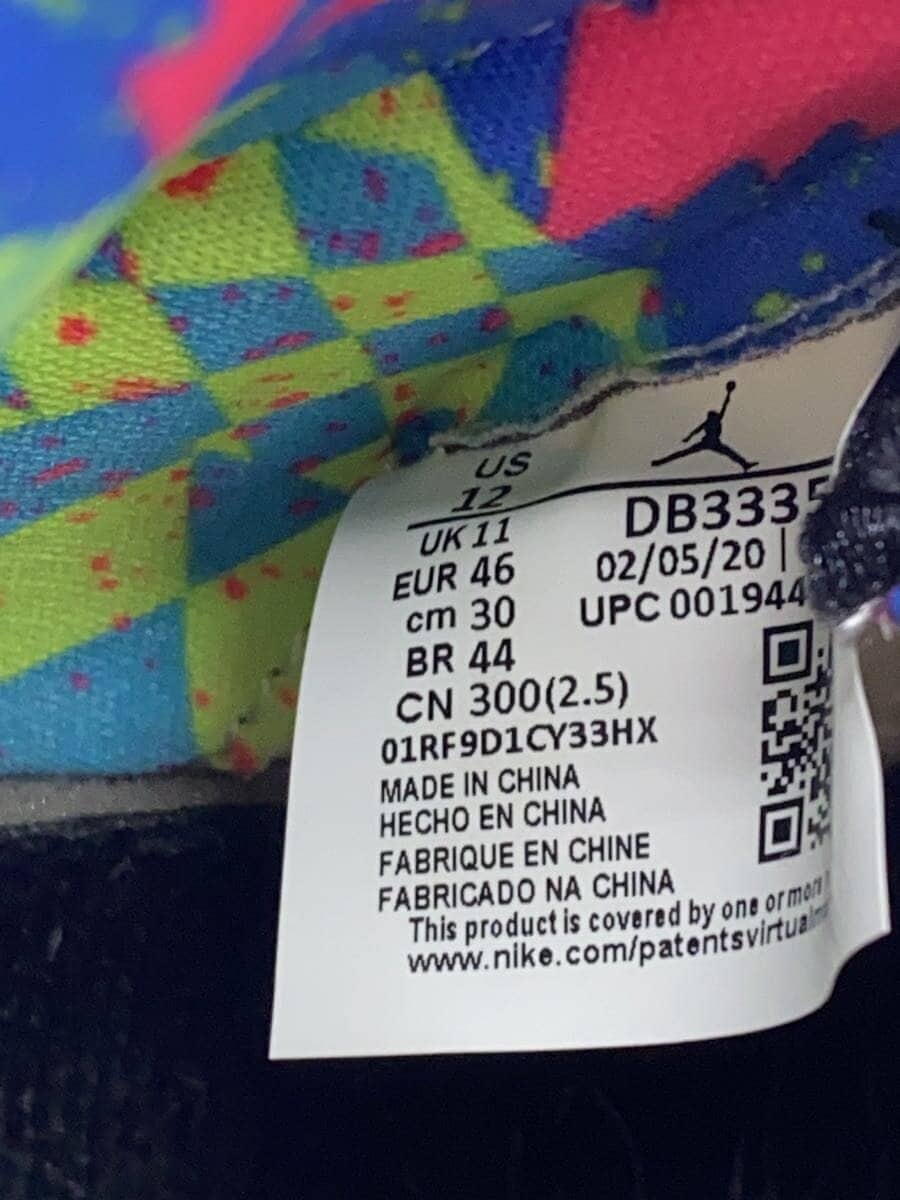 US
12
UK 11
EUR 46
cm 30
BR 44
CN 300(2.5)
DB333
02/05/20 |
UPC 001944
01RF9D1CY33HX
MADE IN CHINA
HECHO EN CHINA
FABRIQUE EN CHINE
FABRICADO NA CHINA
This product is covered by one or more
www.nike.com/patentsvirtual